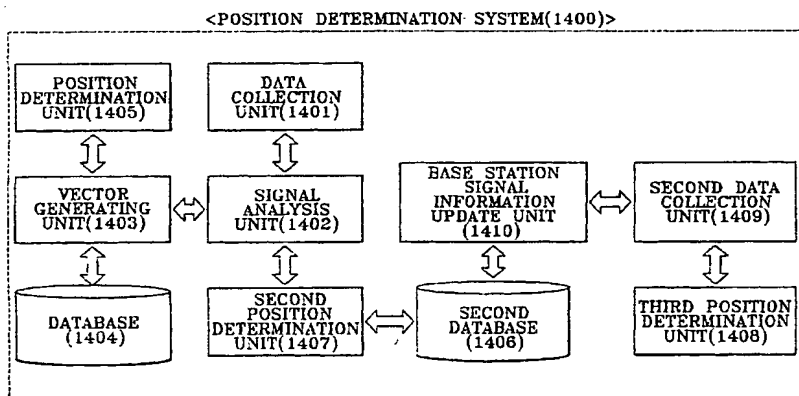 <POSITION DETERMINATION SYSTEM(1400)>
POSITION
DETERMINATION
UNIT(1405)
DATA
COLLECTION
UNIT(1401)
VECTOR
GENERATING
UNIT(1403)
SIGNAL
ANALYSIS
UNIT(1402)
BASE STATION
SIGNAL
INFORMATION
UPDATE UNIT
(1410)
SECOND DATA
COLLECTION
UNIT(1409)
DATABASE
(1404)
SECOND
POSITION
DETERMINATION
UNIT(1407)
SECOND
DATABASE
(1406)
THIRD POSITION
DETERMINATION
UNIT(1408)